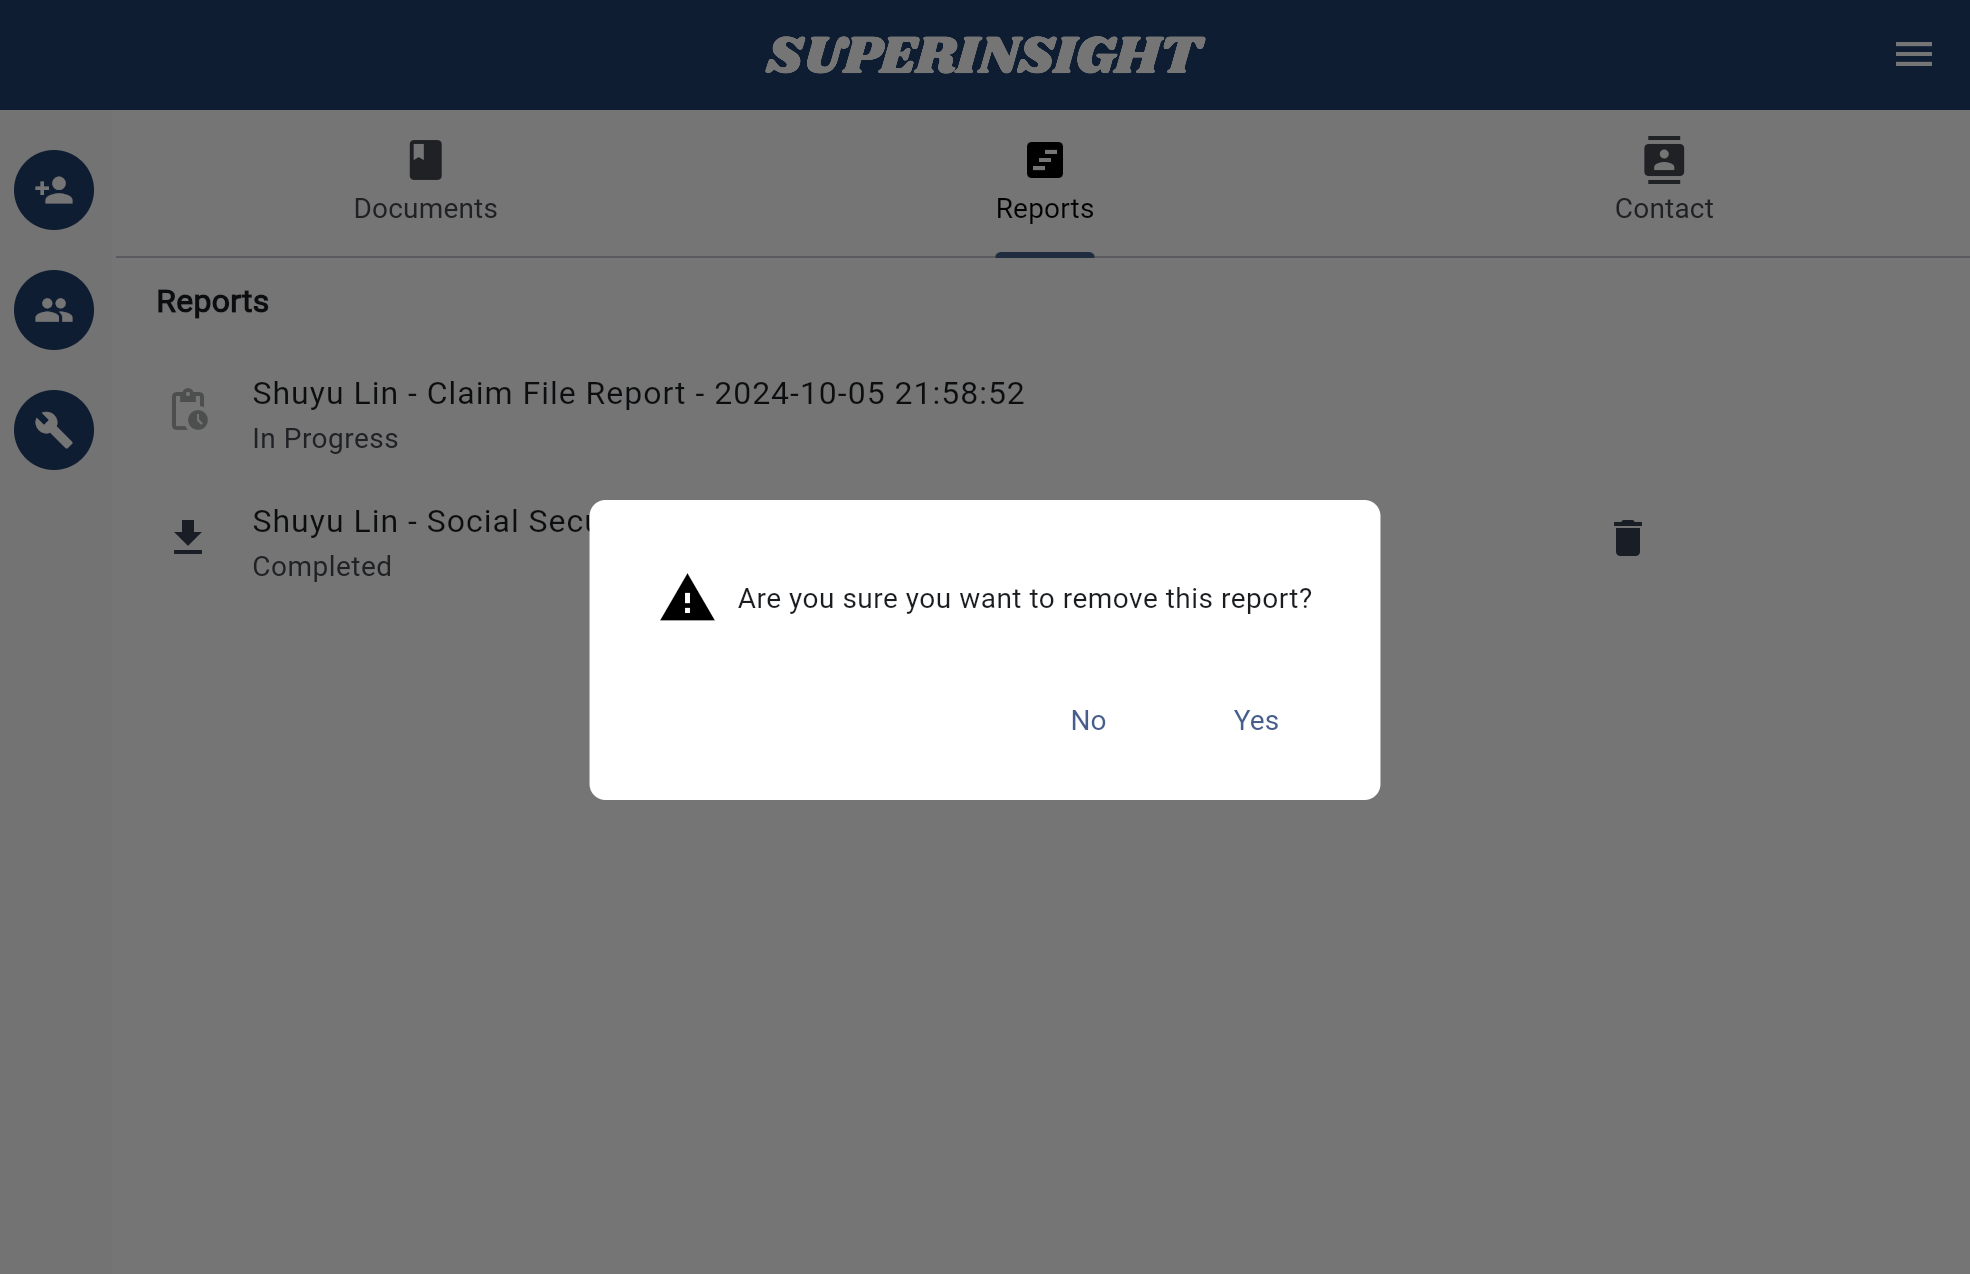 SUPERINSIGHT
Documents
Reports
Contact
Reports
Shuyu Lin - Claim File Report - 2024-10-05 21:58:52
In Progress
Shuyu Lin - Social
Completed
Are you sure you want to remove this report?
No
Yes